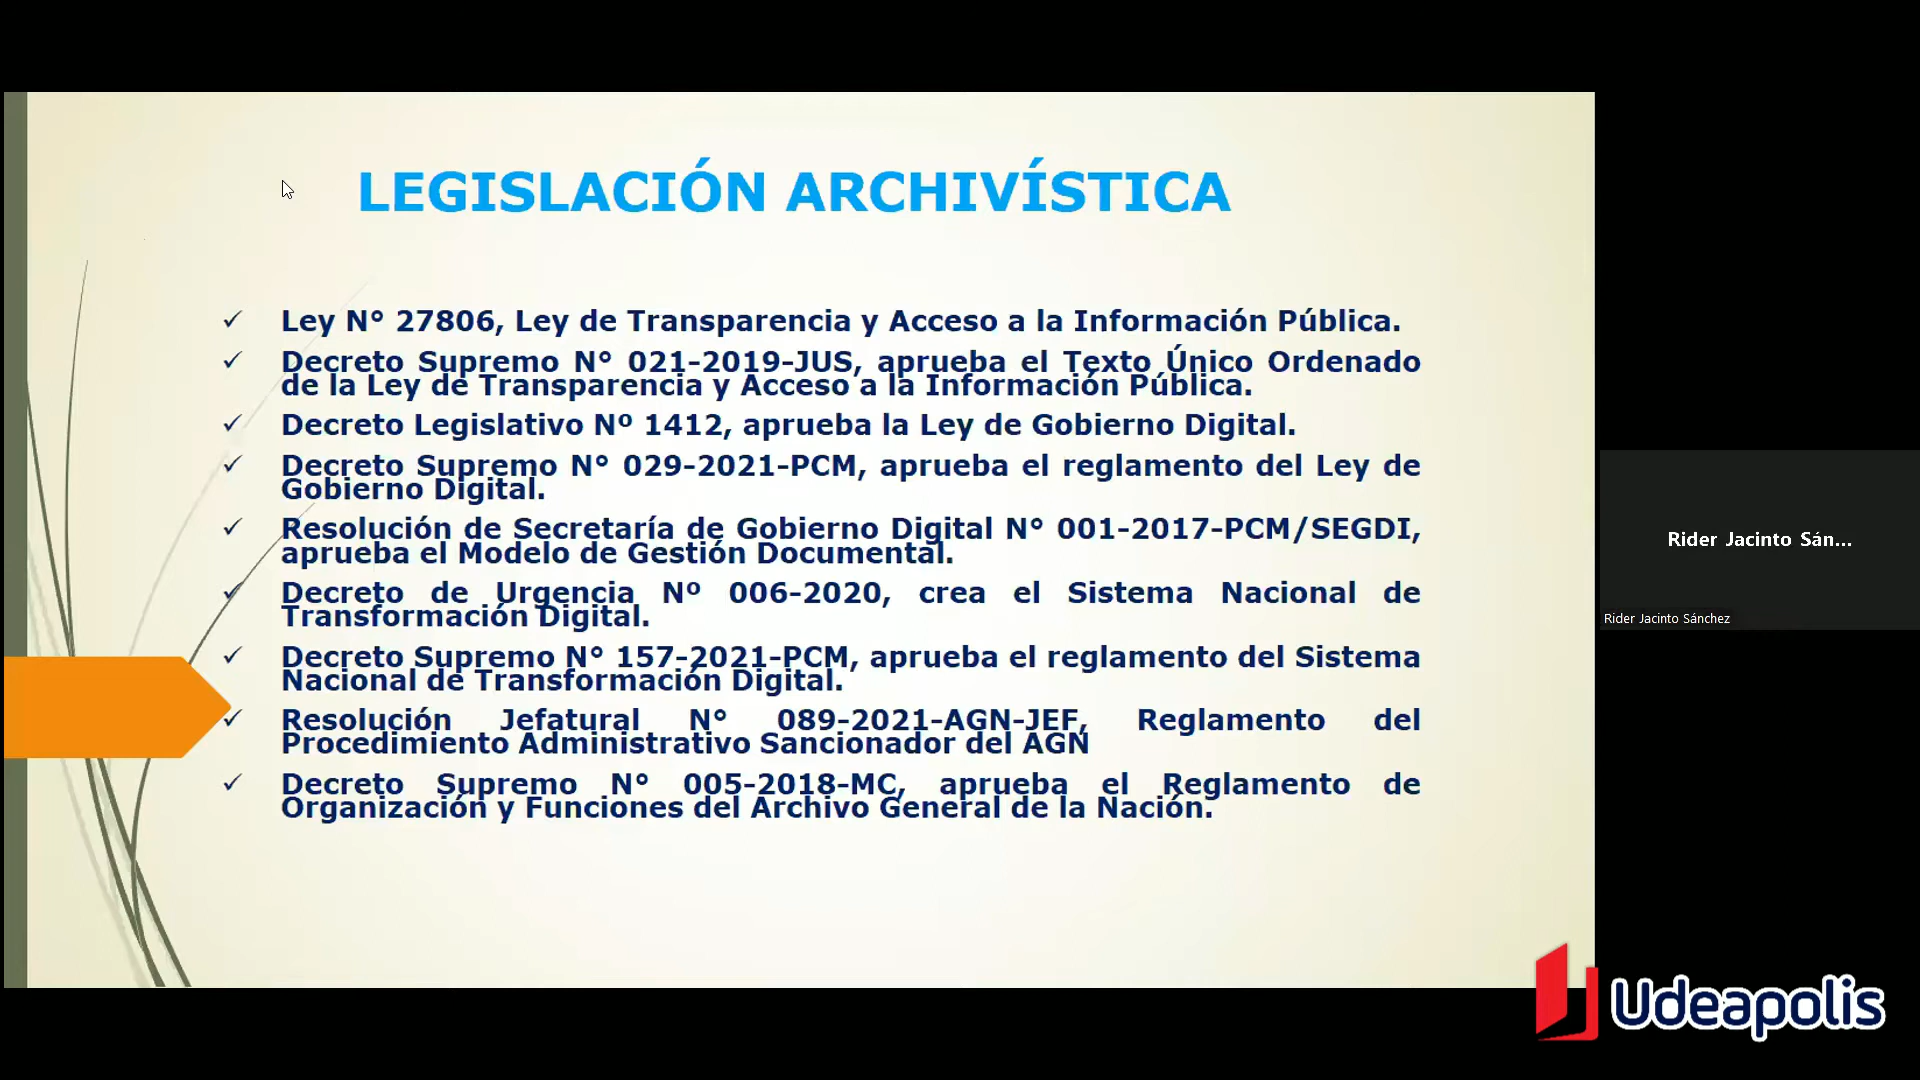 LEGISLACIÓN ARCHIVÍSTICA
Ley N° 27806, Ley de Transparencia y Acceso a la Información Pública.
Decreto Supremo N° 021-2019-JUS, aprueba el Texto Único Ordenado
de la Ley de Transparencia y Acceso a la Información Pública.
Decreto Legislativo Nº 1412, aprueba la Ley de Gobierno Digital.
Decreto Supremo N° 029-2021-PCM, aprueba el reglamento del Ley de
Gobierno Digital.
Resolución de Secretaría de Gobierno Digital N° 001-2017-PCM/SEGDI,
aprueba el Modelo de Gestión Documental.
Decreto de Urgencia Nº 006-2020, crea el Sistema Nacional de
Transformación Digital.
Decreto Supremo N° 157-2021-PCM, aprueba el reglamento del Sistema
Nacional de Transformación Digital.
Resolución Jefatural N° 089-2021-AGN-JEF, Reglamento del
Procedimiento Administrativo Sancionador del AGN
Decreto Supremo N° 005-2018-MC, aprueba el Reglamento de
Organización y Funciones del Archivo General de la Nación.
Rider Jacinto Sán...
Rider Jacinto Sánchez
Udeapolis